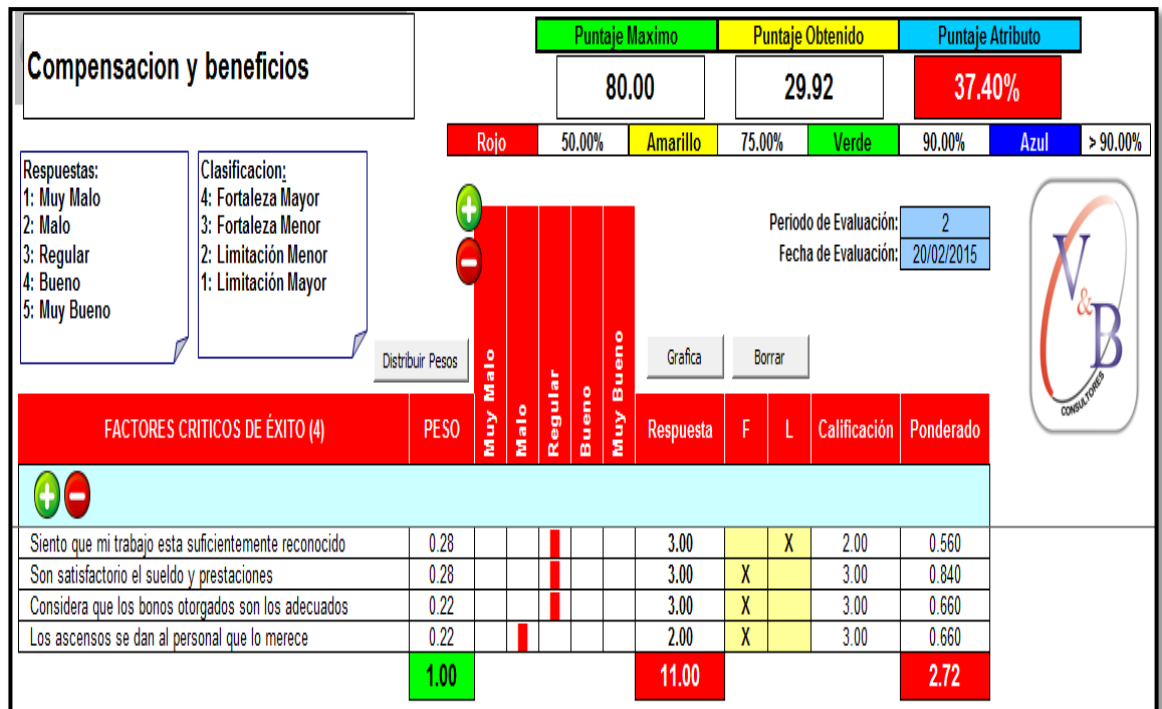 Compensacion y beneficios
Puntaje Maximo Puntaje Obtenido Puntaje Atributo
80.00 29.92 37.40%
Rojo 50.00% Amarillo 75.00% Verde 90.00% Azul > 90.00%
Respuestas:
1: Muy Malo
2: Malo
3: Regular
4: Bueno
5: Muy Bueno
Clasificacion:
4: Fortaleza Mayor
3: Fortaleza Menor
2: Limitación Menor
1: Limitación Mayor
Periodo de Evaluación: 2
Fecha de Evaluación: 20/02/2015
V&B
CONSULTORES
Distribuir Pesos
Grafica
Borrar
FACTORES CRITICOS DE ÉXITO (4) PESO Muy Malo Malo Regular Bueno Muy Bueno Respuesta F L Calificación Ponderado
Siento que mi trabajo esta suficientemente reconocido 0.28 3.00 X 2.00 0.560
Son satisfactorio el sueldo y prestaciones 0.28 3.00 X 3.00 0.840
Considera que los bonos otorgados son los adecuados 0.22 3.00 X 3.00 0.660
Los ascensos se dan al personal que lo merece 0.22 2.00 X 3.00 0.660
1.00 11.00 2.72